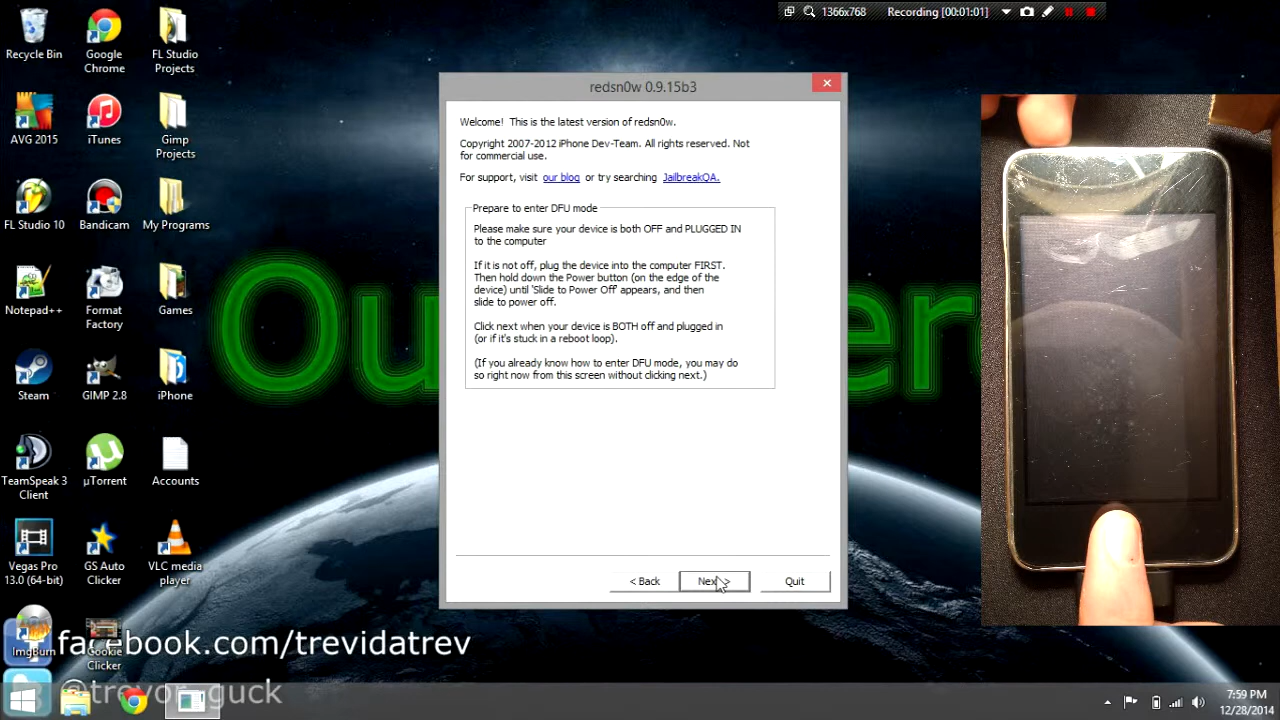 1366x768
Recording [00:01:01]
Recycle Bin
Google Chrome
FL Studio Projects
AVG 2015
iTunes
Gimp Projects
FL Studio 10
Bandicam
My Programs
Notepad++
Format Factory
Games
Steam
GIMP 2.8
iPhone
TeamSpeak 3 Client
µTorrent
Accounts
Vegas Pro 13.0 (64-bit)
GS Auto Clicker
VLC media player
ImgBurn
Cookie Clicker
redsn0w 0.9.15b3
Welcome! This is the latest version of redsn0w.
Copyright 2007-2012 iPhone Dev-Team. All rights reserved. Not
for commercial use.
For support, visit our blog or try searching JailbreakQA.
Prepare to enter DFU mode
Please make sure your device is both OFF and PLUGGED IN
to the computer
If it is not off, plug the device into the computer FIRST.
Then hold down the Power button (on the edge of the
device) until 'Slide to Power Off' appears, and then
slide to power off.
Click next when your device is BOTH off and plugged in
(or if it's stuck in a reboot loop).
(If you already know how to enter DFU mode, you may do
so right now from this screen without clicking next.)
< Back
Next >
Quit
facebook.com/trevidatrev
@trevor_guck
7:59 PM
12/28/2014